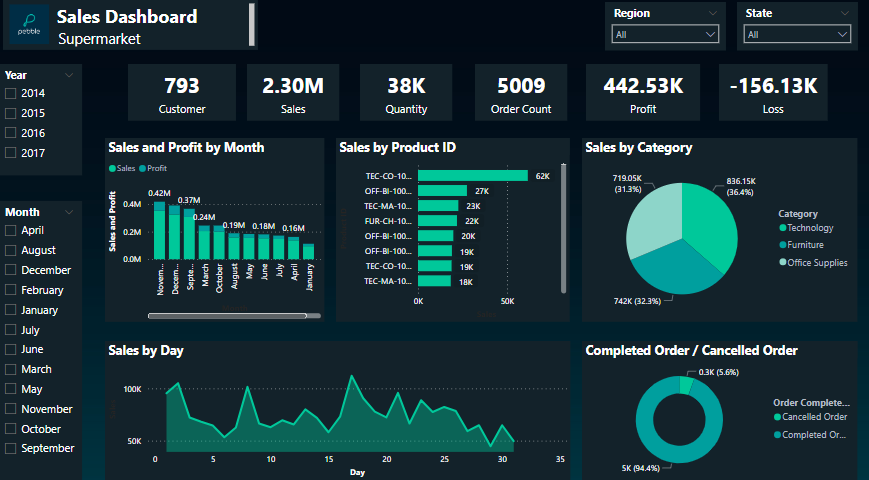 petible
Sales Dashboard
Supermarket
Region
All
State
All
Year
2014
2015
2016
2017
793
Customer
2.30M
Sales
38K
Quantity
5009
Order Count
442.53K
Profit
-156.13K
Loss
Month
April
August
December
February
January
July
June
March
May
November
October
September
Sales and Profit by Month
Sales Profit
Sales and Profit
0.4M
0.2M
0.0M
0.42M
0.37M
0.24M
0.19M
0.18M
0.16M
Novem...
Decem...
Septe...
March
October
August
May
June
July
April
January
Sales by Product ID
TEC-CO-10... 62K
OFF-BI-100... 27K
TEC-MA-10... 23K
FUR-CH-10... 22K
OFF-BI-100... 20K
OFF-BI-100... 19K
TEC-CO-10... 19K
TEC-MA-10... 18K
0K 50K
Sales by Category
719.05K
(31.3%)
836.15K
(36.4%)
742K (32.3%)
Category
Technology
Furniture
Office Supplies
Sales by Day
100K
50K
0 5 10 15 20 25 30 35
Day
Completed Order / Cancelled Order
0.3K (5.6%)
5K (94.4%)
Order Complete...
Cancelled Order
Completed Or...